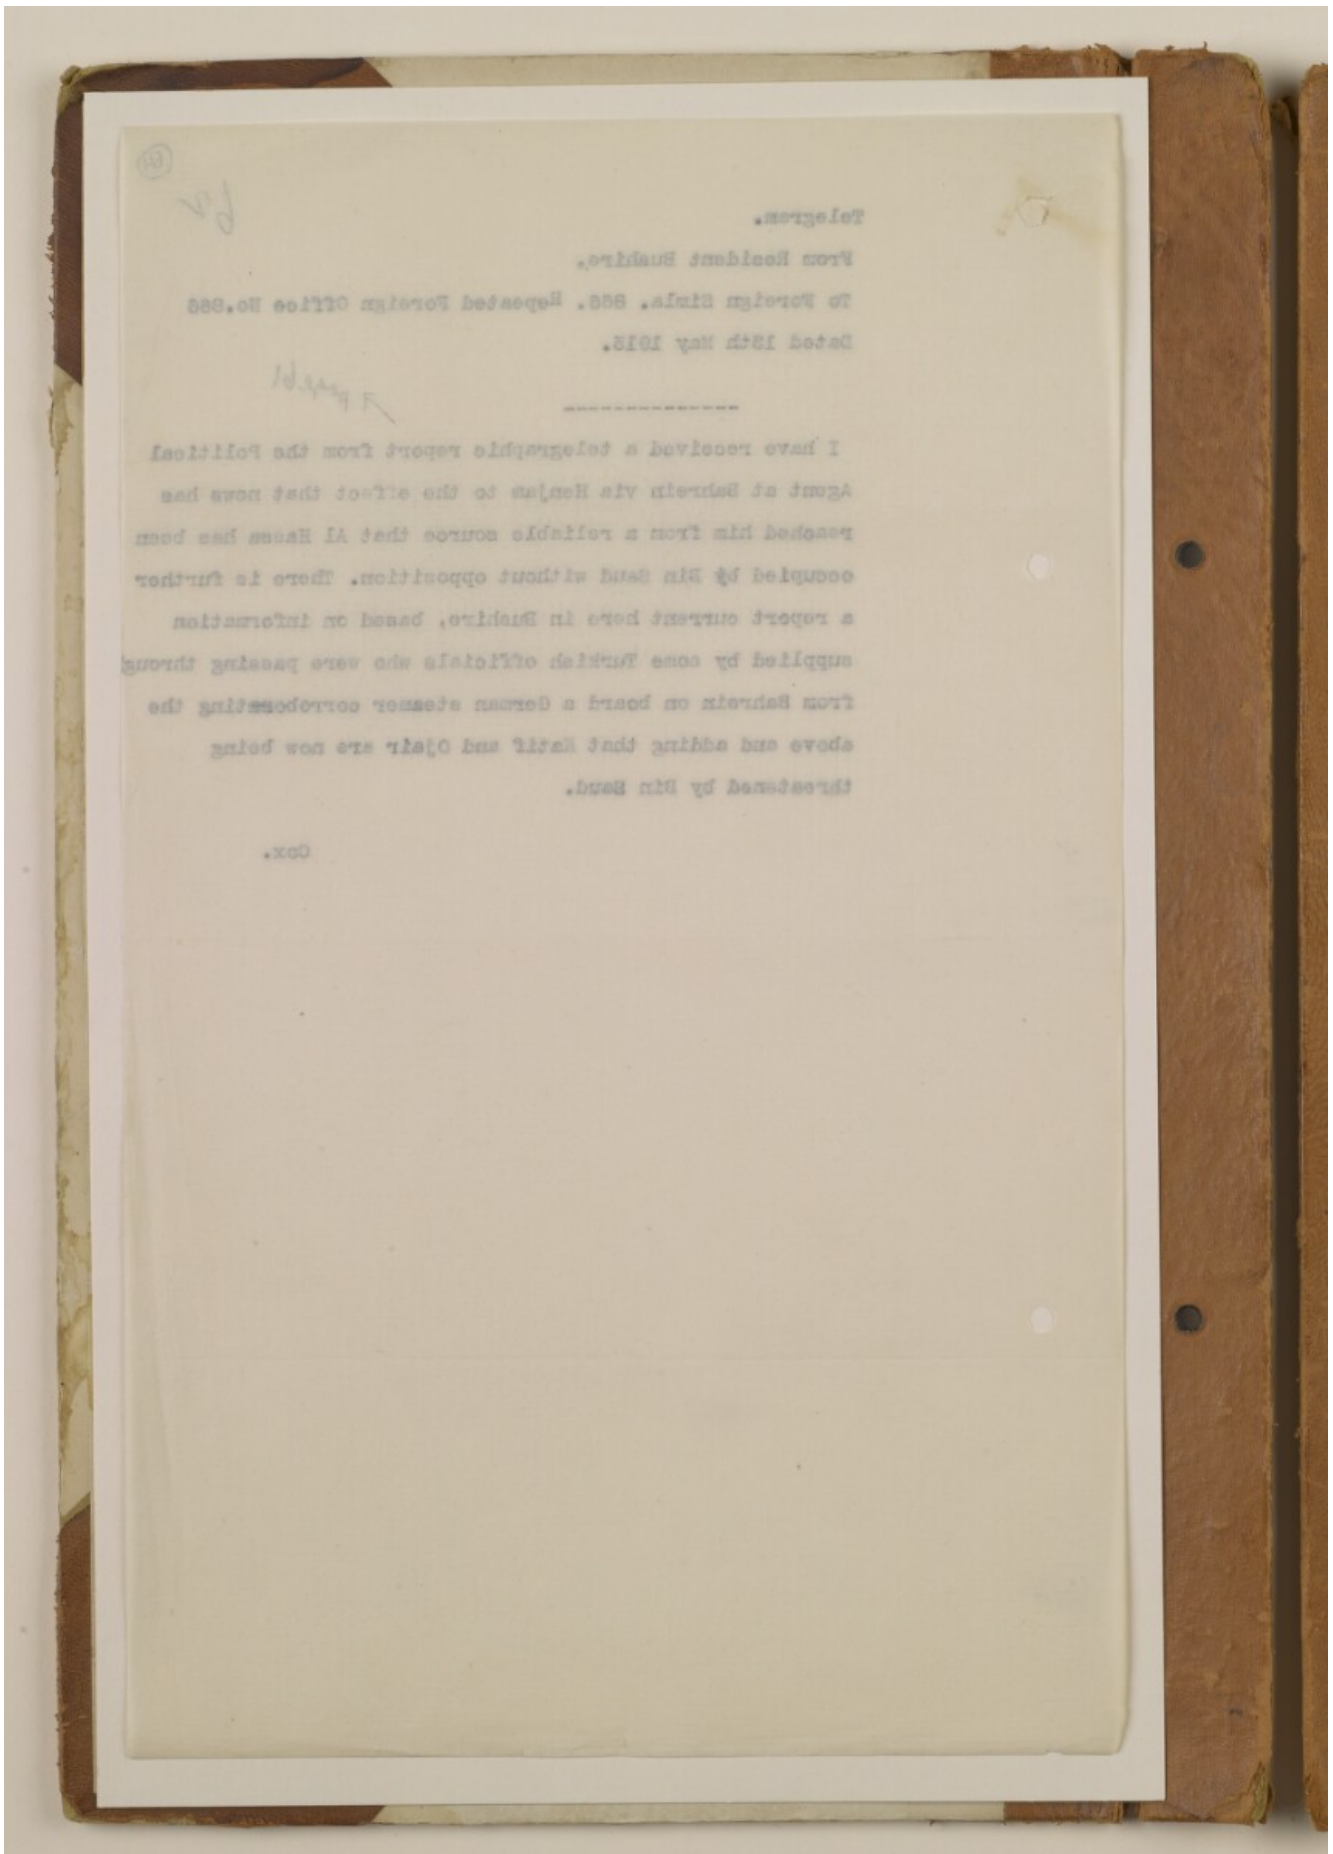 Telegram.
From Resident Bushire.
To Foreign Simla. 866. Repeated Foreign Office No.866
Dated 13th May 1913.
---------------
I have received a telegraphic report from the Political
Agent at Bahrein via Henjam to the effect that news has
reached him from a reliable source that Al Hassa has been
occupied by Bin Saud without opposition. There is further
a report current here in Bushire, based on information
supplied by some Turkish officials who were passing throug
from Bahrein on board a German steamer corroborating the
above and adding that Katif and Ojair are now being
threatened by Bin Saud.
Cox.